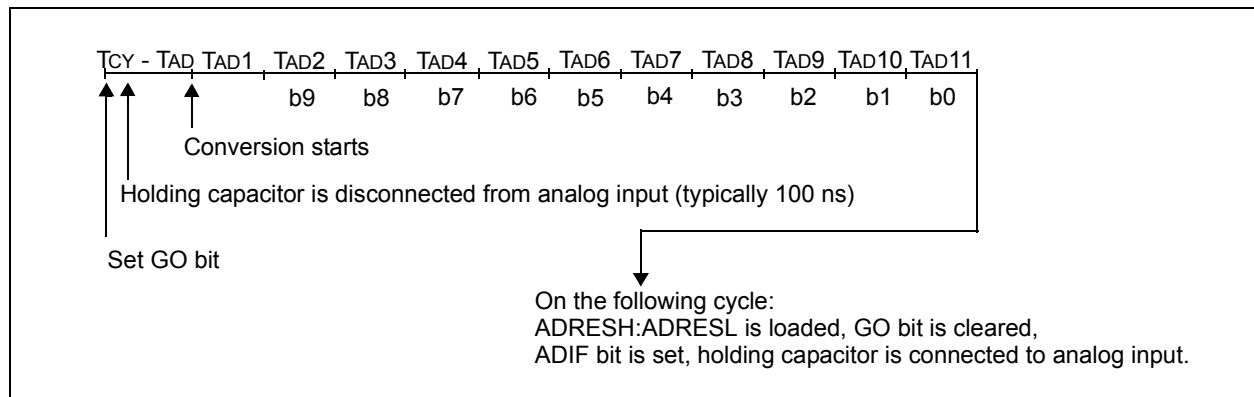 TCY - TAD TAD1 TAD2 TAD3 TAD4 TAD5 TAD6 TAD7 TAD8 TAD9 TAD10 TAD11
b9 b8 b7 b6 b5 b4 b3 b2 b1 b0
Conversion starts
Holding capacitor is disconnected from analog input (typically 100 ns)
Set GO bit
On the following cycle:
ADRESH:ADRESL is loaded, GO bit is cleared,
ADIF bit is set, holding capacitor is connected to analog input.